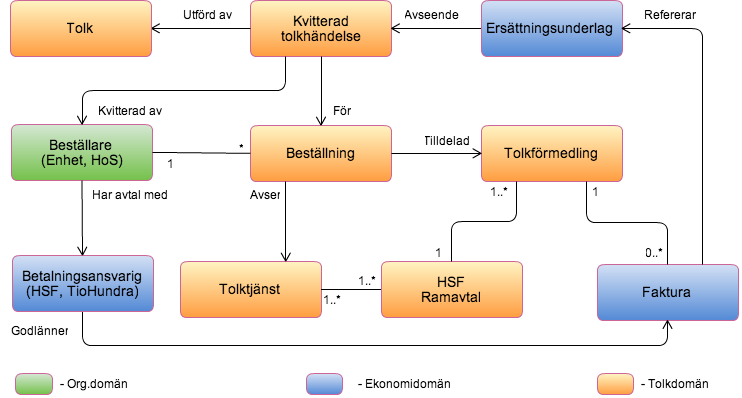 Tolk
Utförd av
Kvitterad
tolkhändelse
Avseende
Ersättningsunderlag
Refererar
Kvitterad av
För
Beställare
(Enhet, HoS)
1
*
Beställning
Tilldelad
Tolkförmedling
Har avtal med
Avser
1..*
1
Betalningsansvarig
(HSF, TioHundra)
Tolktjänst
1..*
1..*
1
HSF
Ramavtal
0..*
Faktura
Godlänner
- Org.domän
- Ekonomidomän
- Tolkdomän